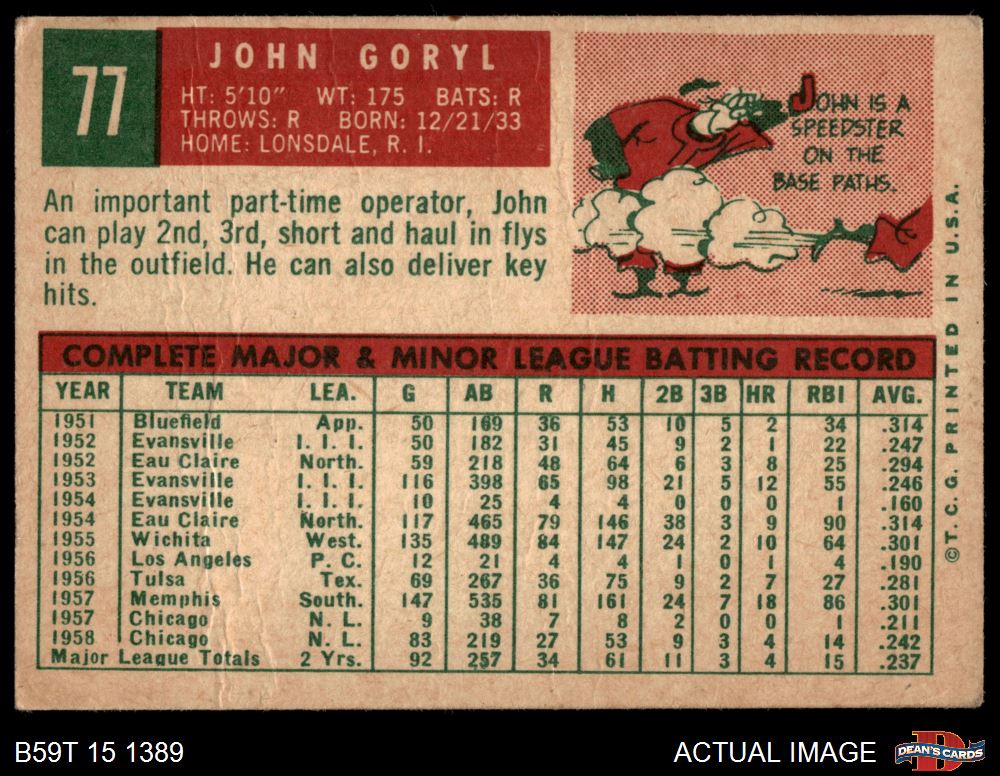 77
JOHN GORYL
HT: 5'10" WT: 175 BATS: R
THROWS: R BORN: 12/21/33
HOME: LONSDALE, R. I.
JOHN IS A
SPEEDSTER
ON THE
BASE PATHS.
An important part-time operator, John
can play 2nd, 3rd, short and haul in flys
in the outfield. He can also deliver key
hits.
COMPLETE MAJOR & MINOR LEAGUE BATTING RECORD
YEAR TEAM LEA. G AB R H 2B 3B HR RBI AVG.
1951 Bluefield App. 50 169 36 53 10 5 2 34 .314
1952 Evansville I. I. I. 50 182 31 45 9 2 1 22 .247
1952 Eau Claire North. 59 218 48 64 6 3 8 25 .294
1953 Evansville I. I. I. 116 398 65 98 21 5 12 55 .246
1954 Evansville I. I. I. 10 25 4 4 0 0 0 1 .160
1954 Eau Claire North. 117 465 79 146 38 3 9 90 .314
1955 Wichita West. 135 489 84 147 24 2 10 64 .301
1956 Los Angeles P. C. 12 21 4 4 1 0 1 4 .190
1956 Tulsa Tex. 69 267 36 75 9 2 7 27 .281
1957 Memphis South. 147 535 81 161 24 7 18 86 .301
1957 Chicago N. L. 9 38 7 8 2 0 0 1 .211
1958 Chicago N. L. 83 219 27 53 9 3 4 14 .242
Major League Totals 2 Yrs. 92 257 34 61 11 3 4 15 .237
© T. C. G. PRINTED IN U.S.A.
B59T 15 1389
ACTUAL IMAGE
D
DEAN'S CARDS